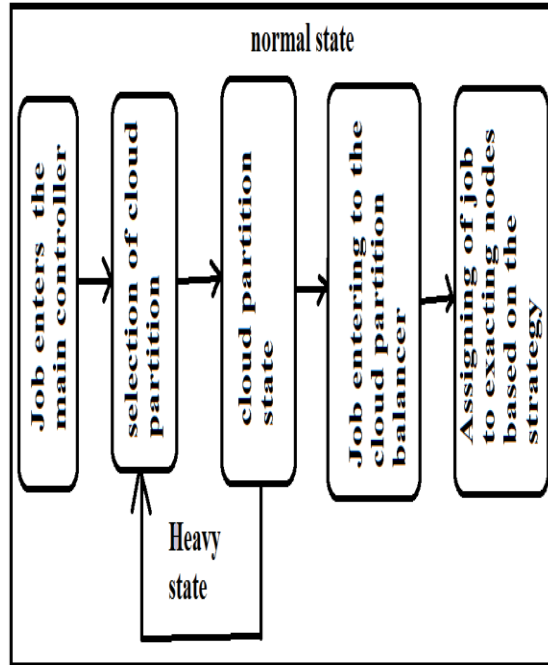 normal state
Job enters the
main controller
selection of cloud
partition
cloud partition
state
Job entering to the
cloud partition
balancer
Assigning of job
to exacting nodes
based on the
strategy
Heavy
state